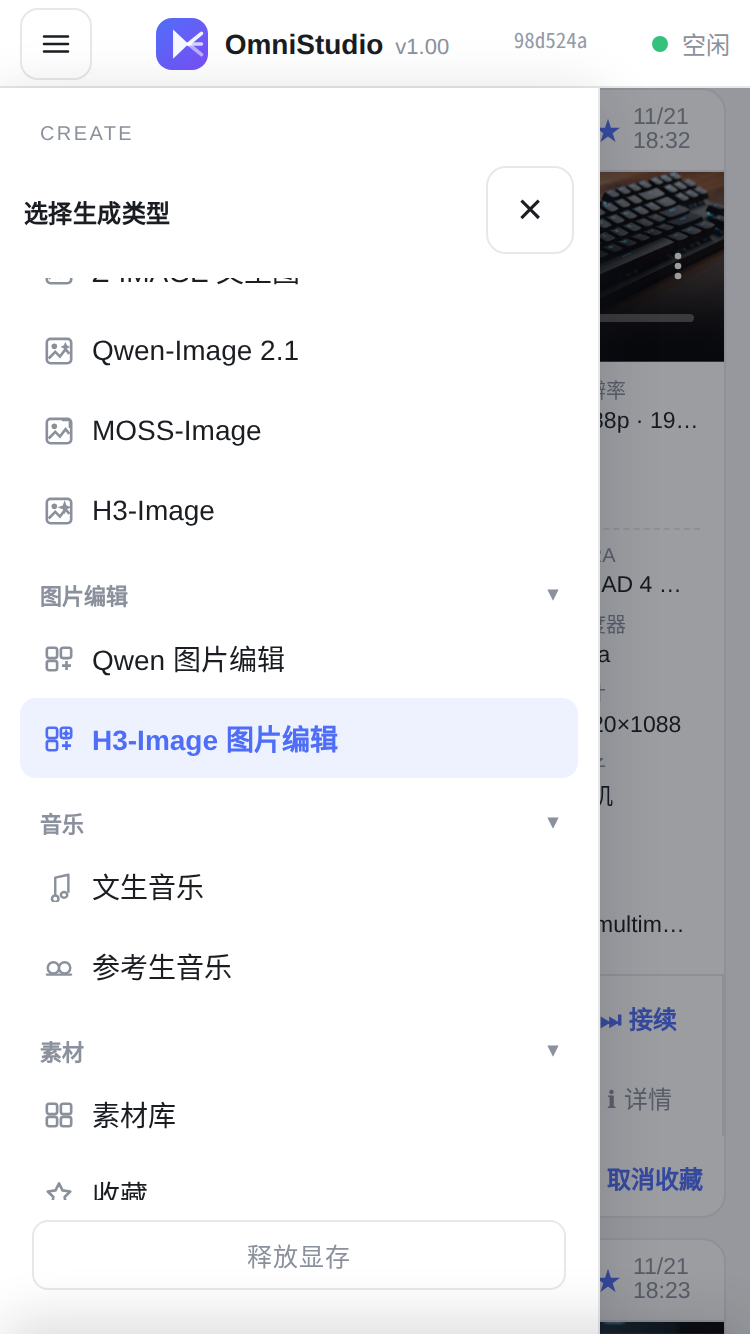 OmniStudio v1.00 98d524a 空闲
CREATE
选择生成类型
Qwen-Image 2.1
MOSS-Image
H3-Image
图片编辑
Qwen 图片编辑
H3-Image 图片编辑
音乐
文生音乐
参考生音乐
素材
素材库
收藏
释放显存
11/21
18:32
率
88p · 19…
A
AD 4 …
器
a
20×1088
机
multim…
接续
详情
取消收藏
11/21
18:23